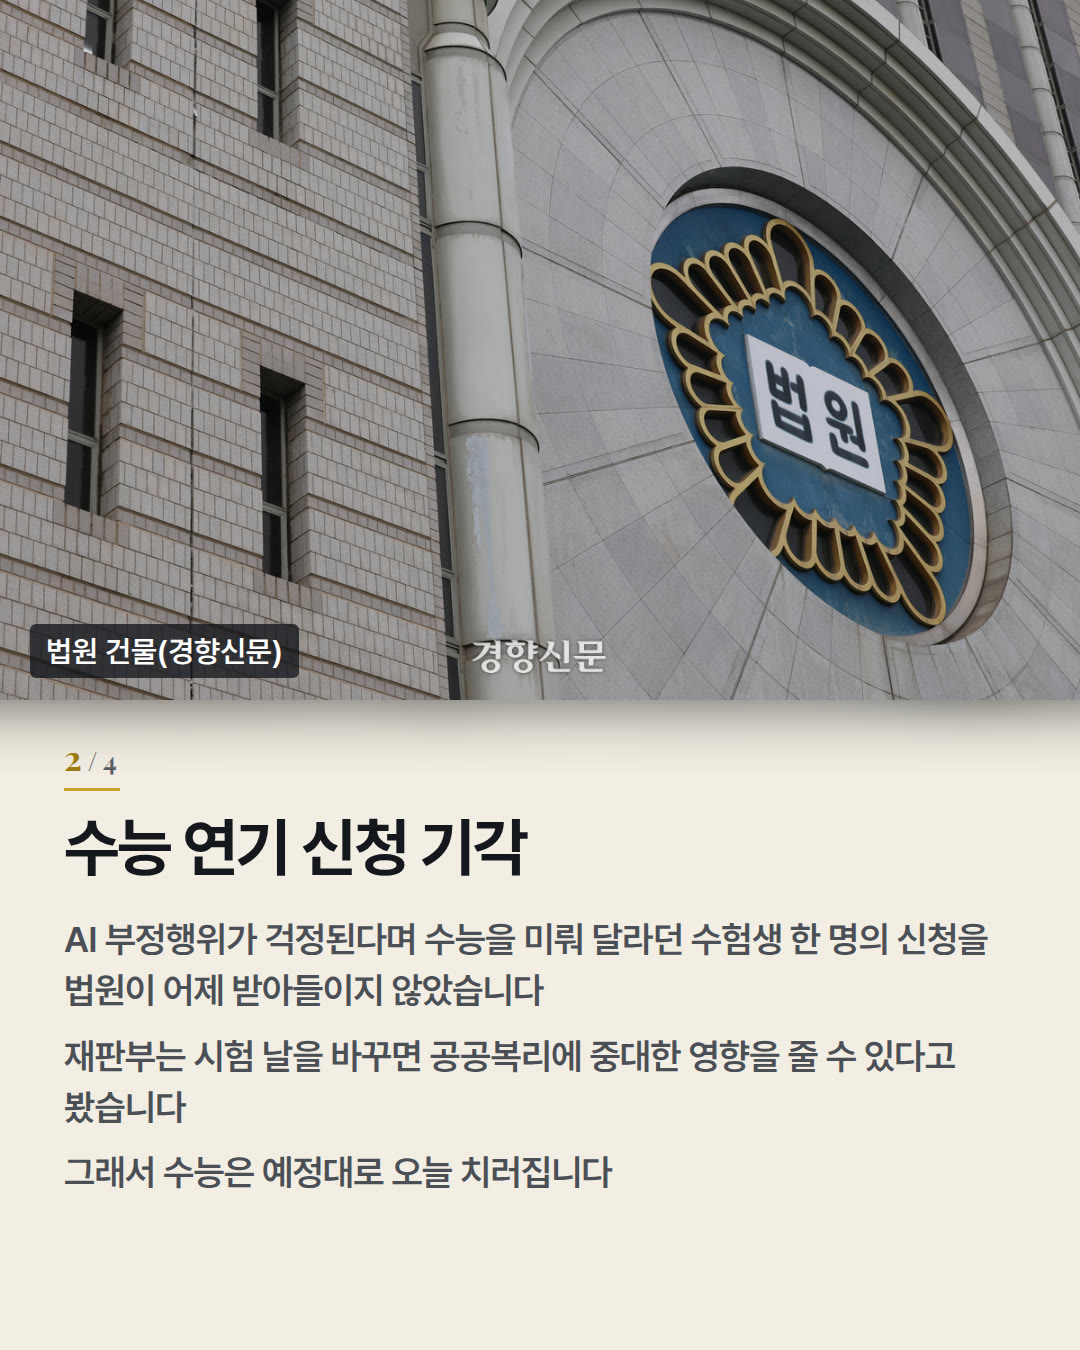 법원
법원 건물(경향신문)
경향신문
2 / 4
수능 연기 신청 기각
AI 부정행위가 걱정된다며 수능을 미뤄 달라던 수험생 한 명의 신청을
법원이 어제 받아들이지 않았습니다
재판부는 시험 날을 바꾸면 공공복리에 중대한 영향을 줄 수 있다고
봤습니다
그래서 수능은 예정대로 오늘 치러집니다